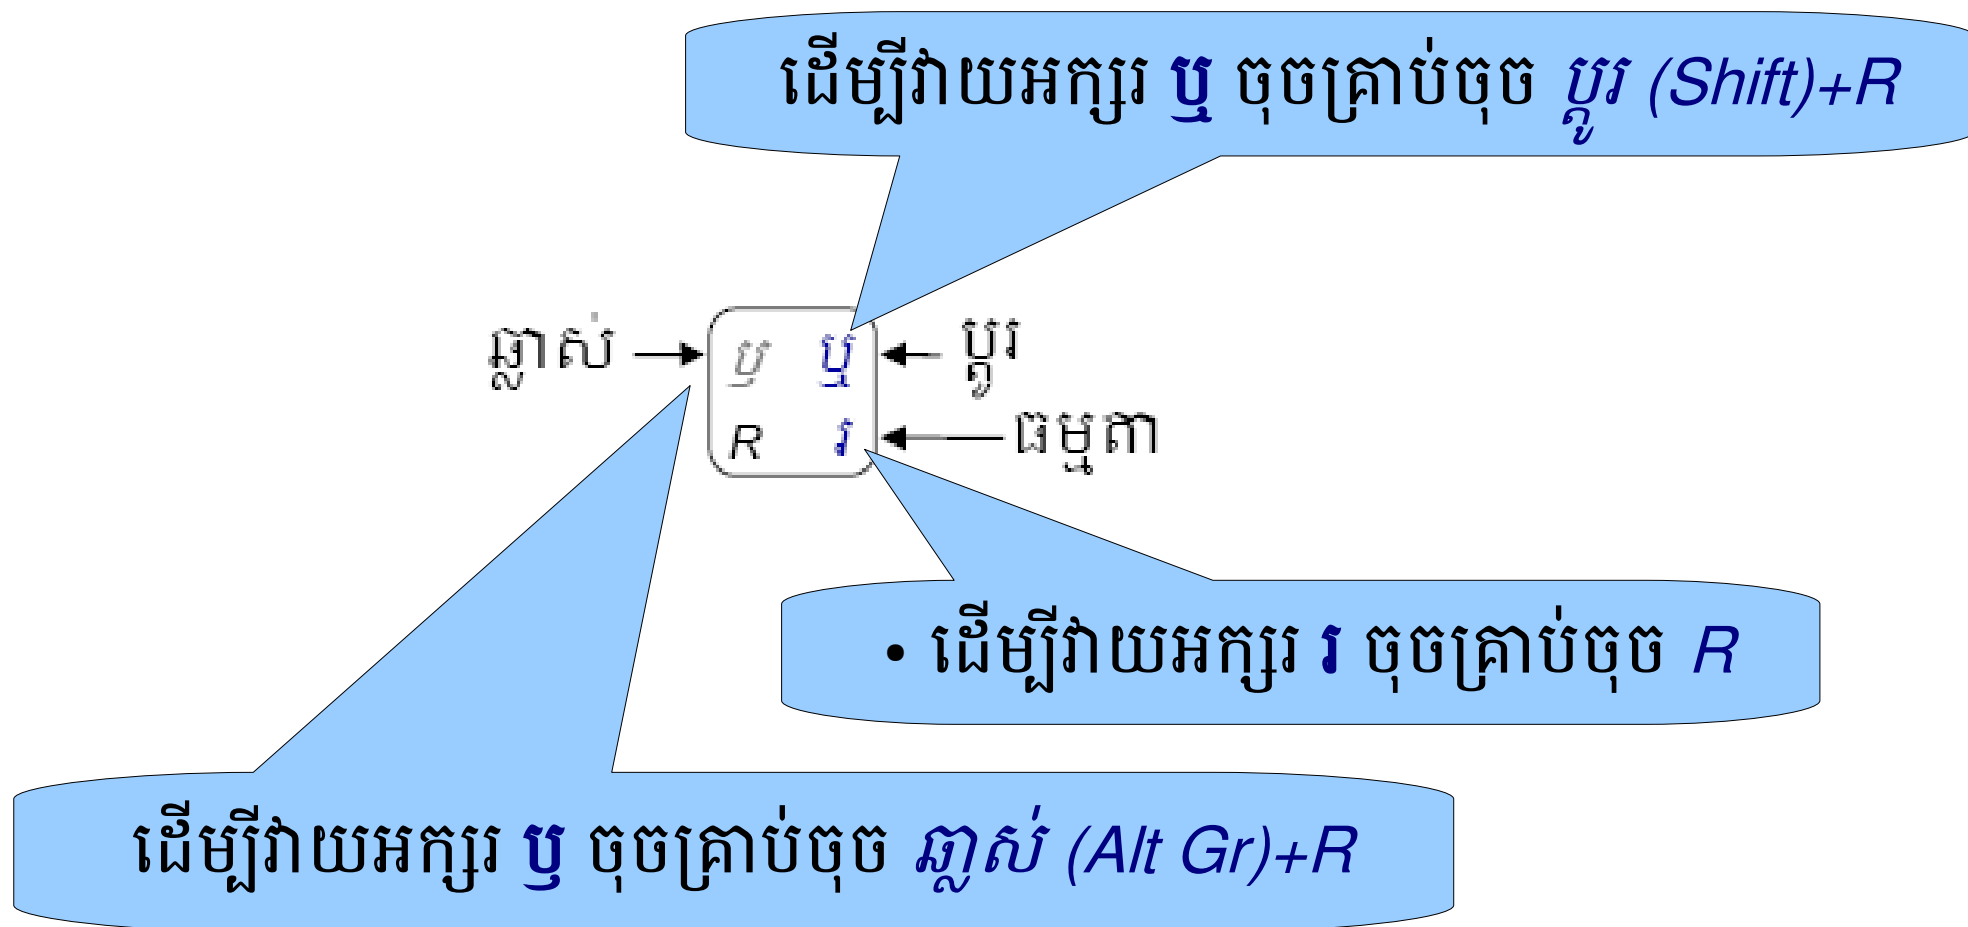 ដើម្បីវាយអក្សរ ឬ ចុចគ្រាប់ចុច ប្ដូរ (Shift)+R
ឆ្លាស់ ឫ ឬ ប្ដូរ
R រ ធម្មតា
• ដើម្បីវាយអក្សរ រ ចុចគ្រាប់ចុច R
ដើម្បីវាយអក្សរ ឫ ចុចគ្រាប់ចុច ឆ្លាស់ (Alt Gr)+R